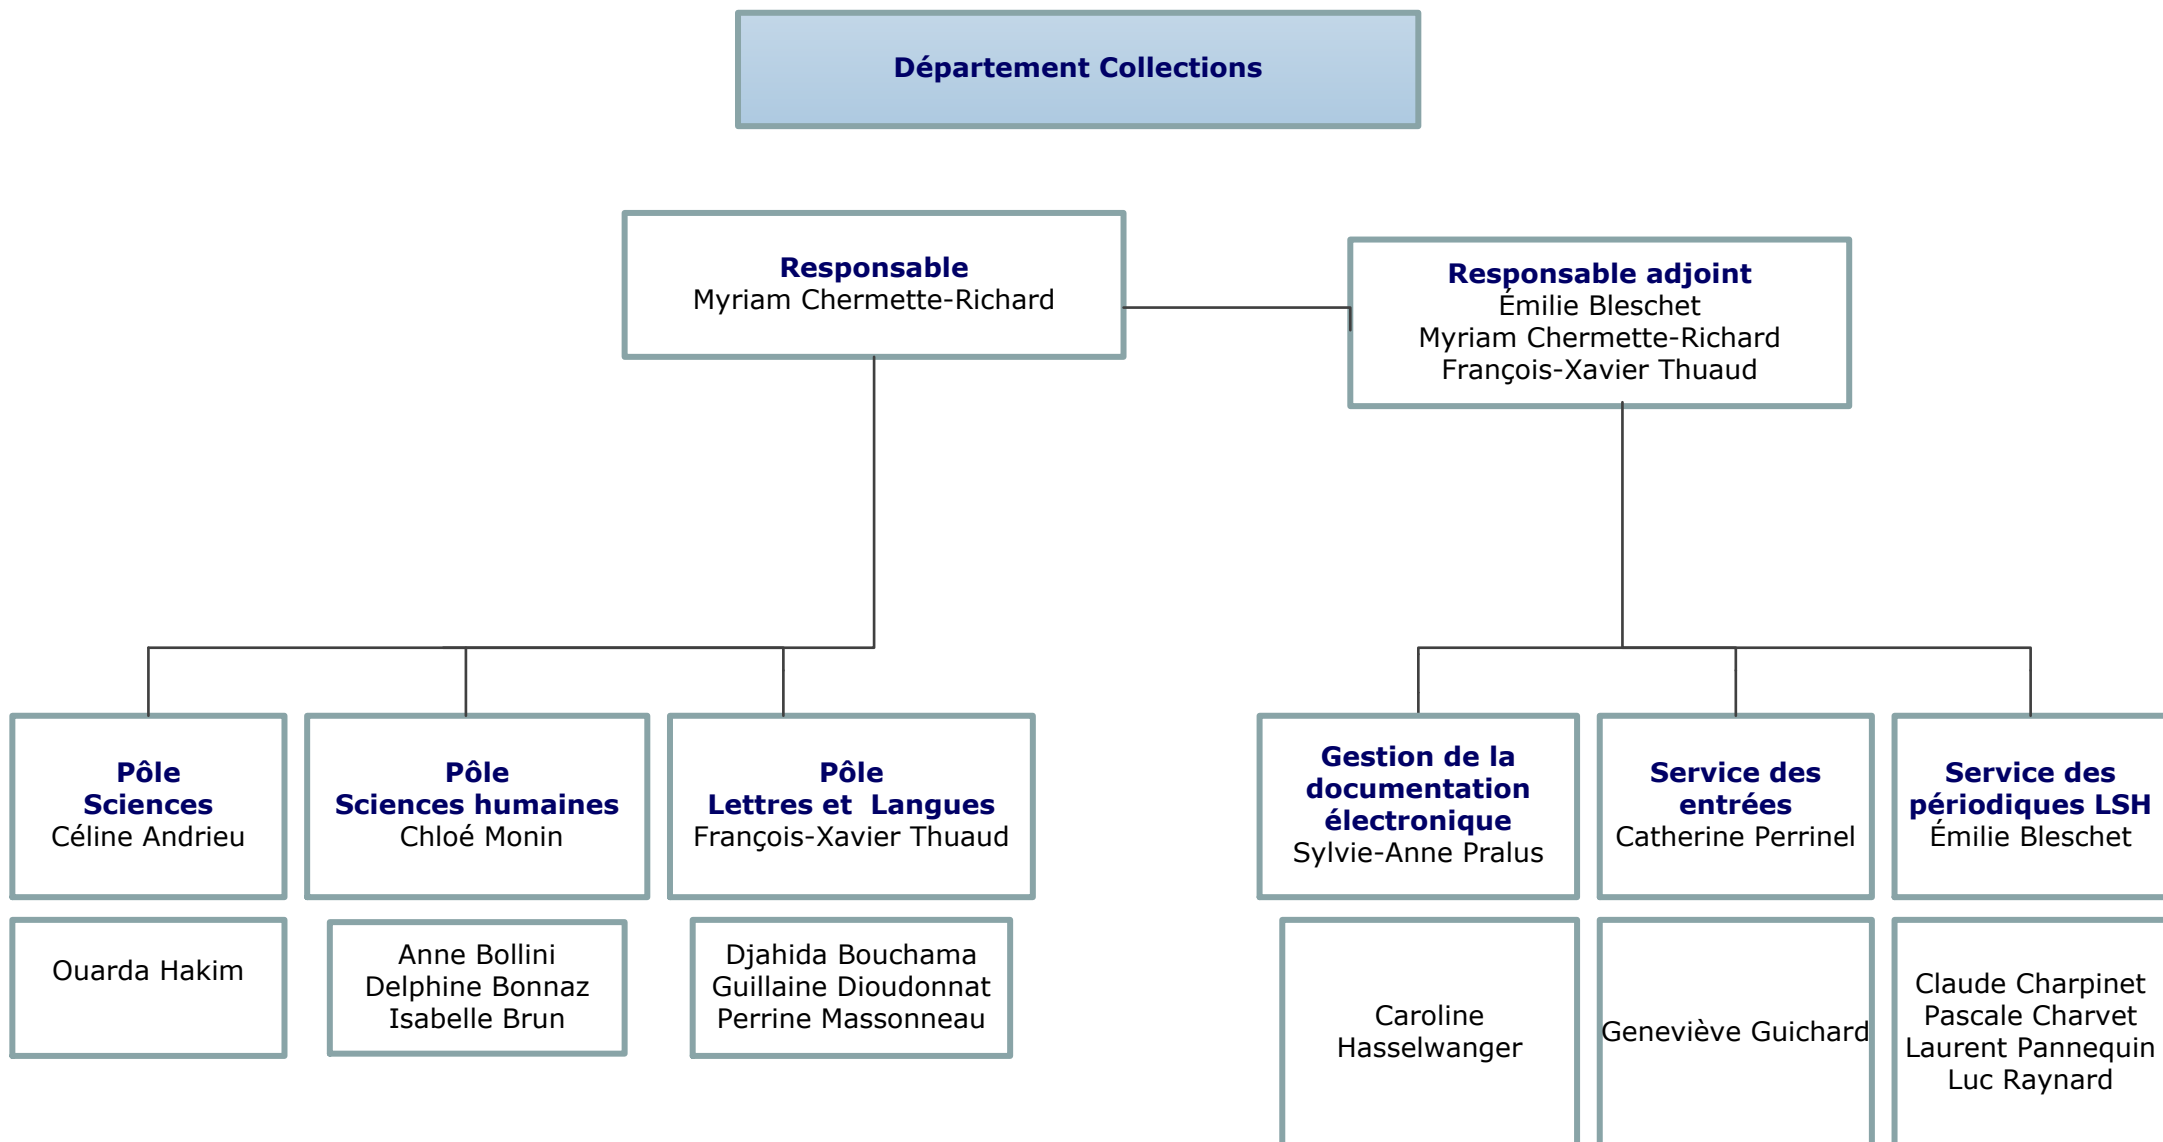 Département Collections
Responsable
Myriam Chermette-Richard
Responsable adjoint
Émilie Bleschet
Myriam Chermette-Richard
François-Xavier Thuaud
Pôle
Sciences
Céline Andrieu
Pôle
Sciences humaines
Chloé Monin
Pôle
Lettres et  Langues
François-Xavier Thuaud
Gestion de la
documentation
électronique
Sylvie-Anne Pralus
Service des
entrées
Catherine Perrinel
Service des
périodiques LSH
Émilie Bleschet
Ouarda Hakim
Anne Bollini
Delphine Bonnaz
Isabelle Brun
Djahida Bouchama
Guillaine Dioudonnat
Perrine Massonneau
Caroline
Hasselwanger
Geneviève Guichard
Claude Charpinet
Pascale Charvet
Laurent Pannequin
Luc Raynard